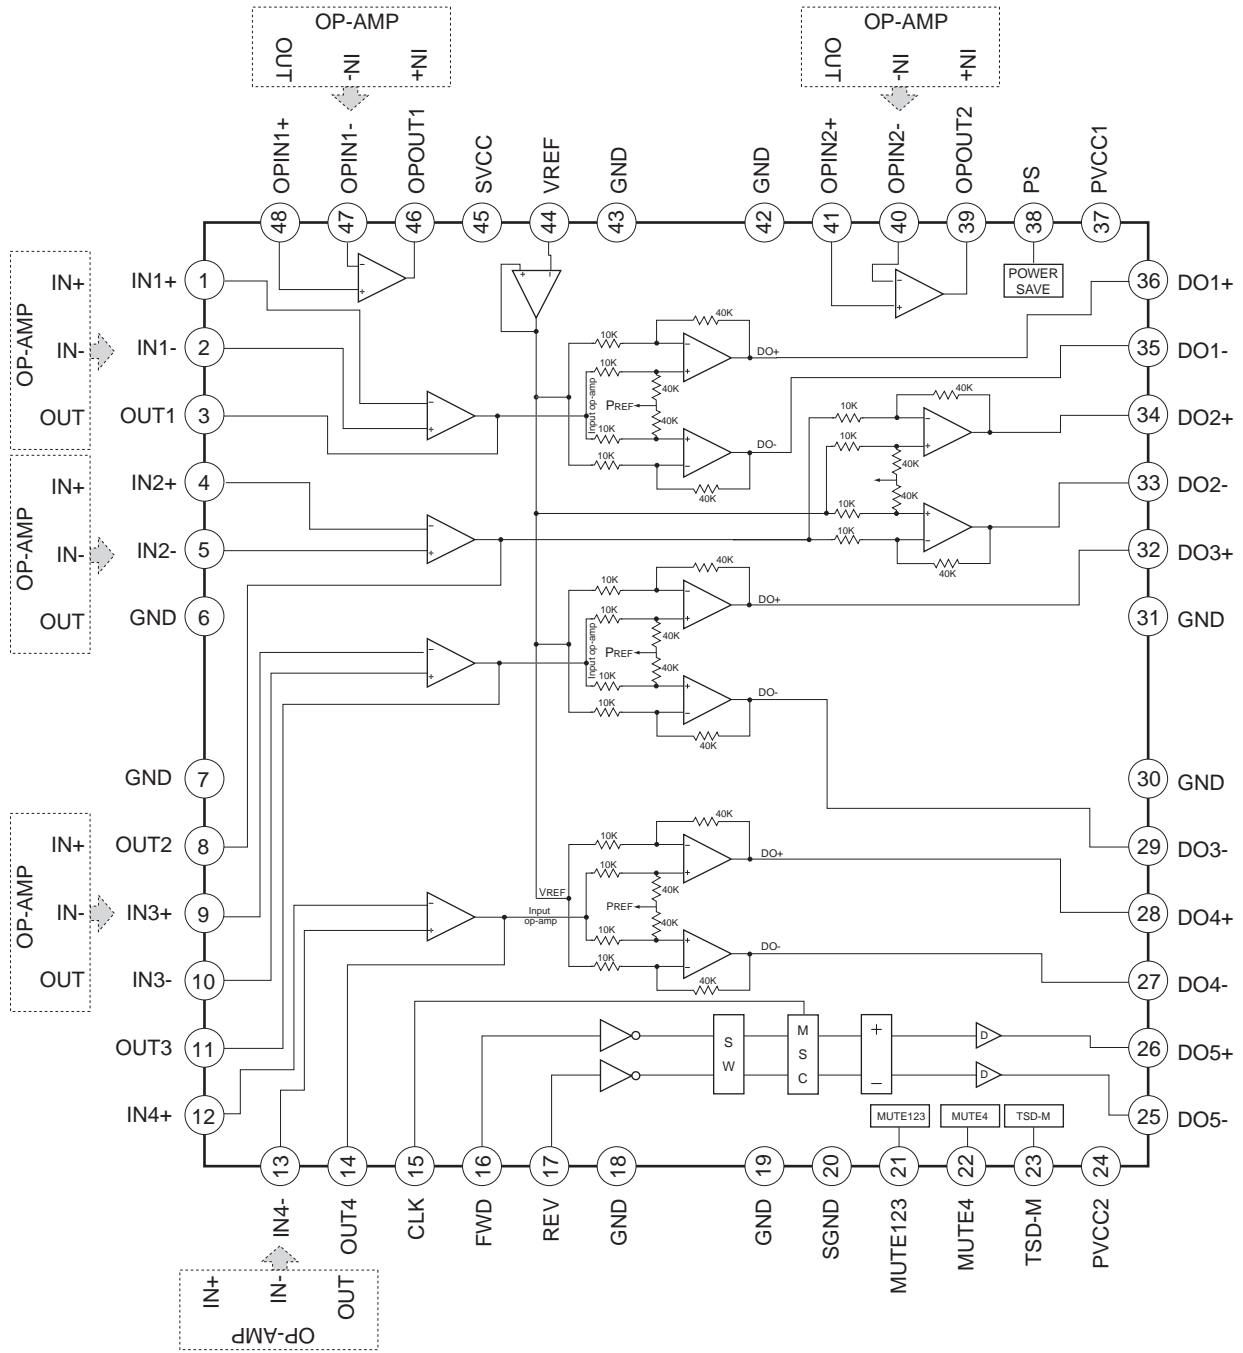 OP-AMP
OUT
IN-
IN+
OP-AMP
OUT
IN-
IN+
OPIN1+
OPIN1-
OPOUT1
SVCC
VREF
GND
GND
OPIN2+
OPIN2-
OPOUT2
PS
PVCC1
48
47
46
45
44
43
42
41
40
39
38
37
OP-AMP
IN+
IN-
OUT
OP-AMP
IN+
IN-
OUT
OP-AMP
IN+
IN-
OUT
IN1+
1
IN1-
2
OUT1
3
IN2+
4
IN2-
5
GND
6
GND
7
OUT2
8
IN3+
9
IN3-
10
OUT3
11
IN4+
12
36
DO1+
35
DO1-
34
DO2+
33
DO2-
32
DO3+
31
GND
30
GND
29
DO3-
28
DO4+
27
DO4-
26
DO5+
25
DO5-
−
+
−
+
+
−
POWER
SAVE
−
+
−
+
−
+
−
+
10K
40K
10K
−
+
DO+
40K
Input op-amp
PREF
40K
10K
+
−
DO-
10K
40K
10K
40K
10K
−
+
40K
40K
10K
+
−
10K
40K
10K
40K
10K
−
+
DO+
40K
Input op-amp
PREF
40K
10K
+
−
DO-
10K
40K
10K
40K
10K
−
+
DO+
40K
VREF
PREF
Input
op-amp
40K
10K
+
−
DO-
10K
40K
S
W
M
S
C
+
−
D
D
MUTE123
MUTE4
TSD-M
13
14
15
16
17
18
19
20
21
22
23
24
IN4-
OUT4
CLK
FWD
REV
GND
GND
SGND
MUTE123
MUTE4
TSD-M
PVCC2
IN+
IN-
OUT
OP-AMP